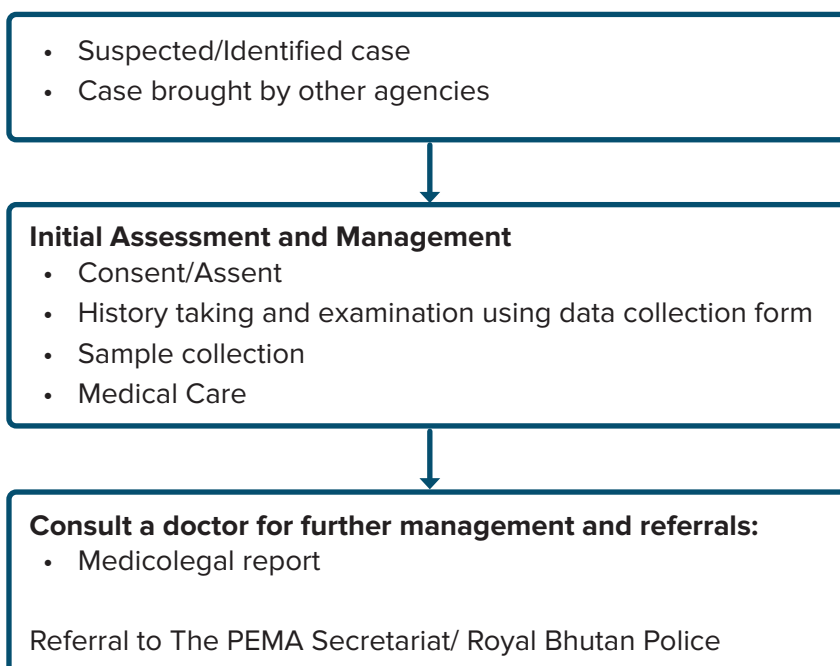 • Suspected/Identified case
• Case brought by other agencies
Initial Assessment and Management
• Consent/Assent
• History taking and examination using data collection form
• Sample collection
• Medical Care
Consult a doctor for further management and referrals:
• Medicolegal report
Referral to The PEMA Secretariat/ Royal Bhutan Police